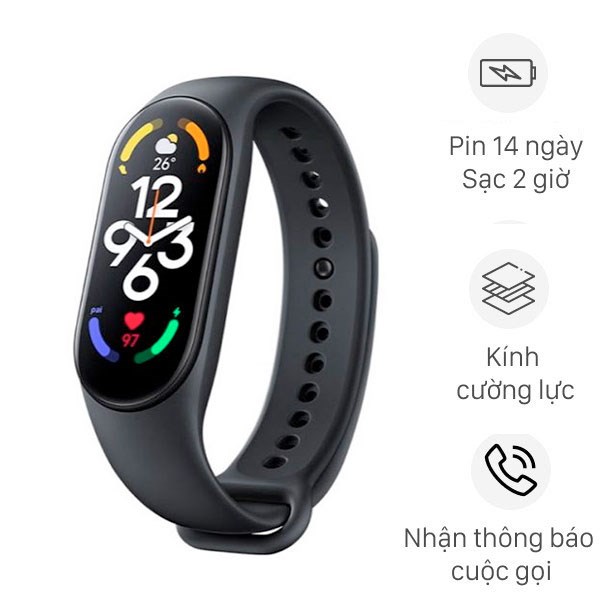 26°
12
9 3
6
pai
97
Pin 14 ngày
Sạc 2 giờ
Kính
cường lực
Nhận thông báo
cuộc gọi